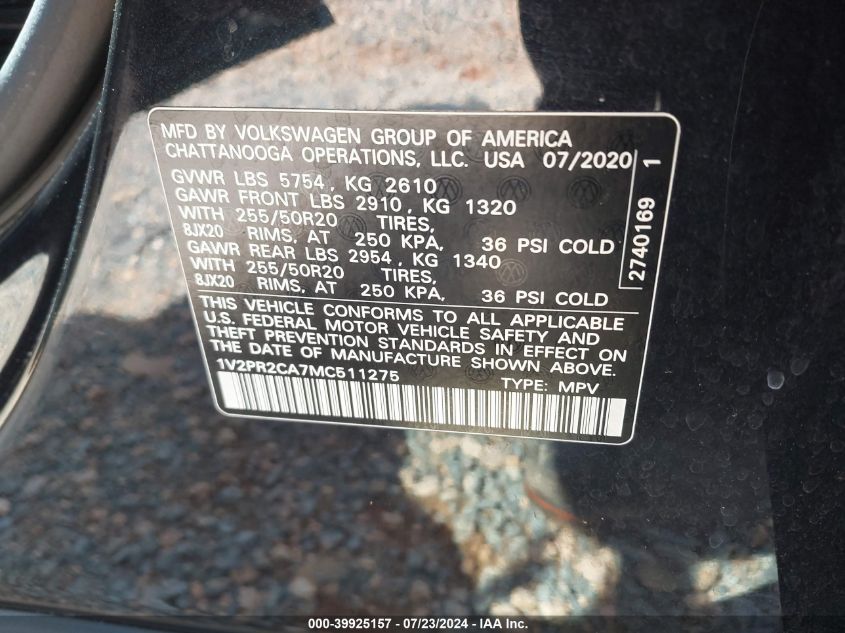 MFD BY VOLKSWAGEN GROUP OF AMERICA
CHATTANOOGA OPERATIONS, LLC. USA 07/2020
GVWR LBS 5754, KG 2610
GAWR FRONT LBS 2910, KG 1320
WITH 255/50R20 TIRES,
8JX20 RIMS, AT 250 KPA, 36 PSI COLD
GAWR REAR LBS 2954, KG 1340
WITH 255/50R20 TIRES,
8JX20 RIMS, AT 250 KPA, 36 PSI COLD
THIS VEHICLE CONFORMS TO ALL APPLICABLE
U.S. FEDERAL MOTOR VEHICLE SAFETY AND
THEFT PREVENTION STANDARDS IN EFFECT ON
THE DATE OF MANUFACTURE SHOWN ABOVE.
1V2PR2CA7MC511275 TYPE: MPV
2740169 1
000-39925157 - 07/23/2024 - WWW.IAAI.COM